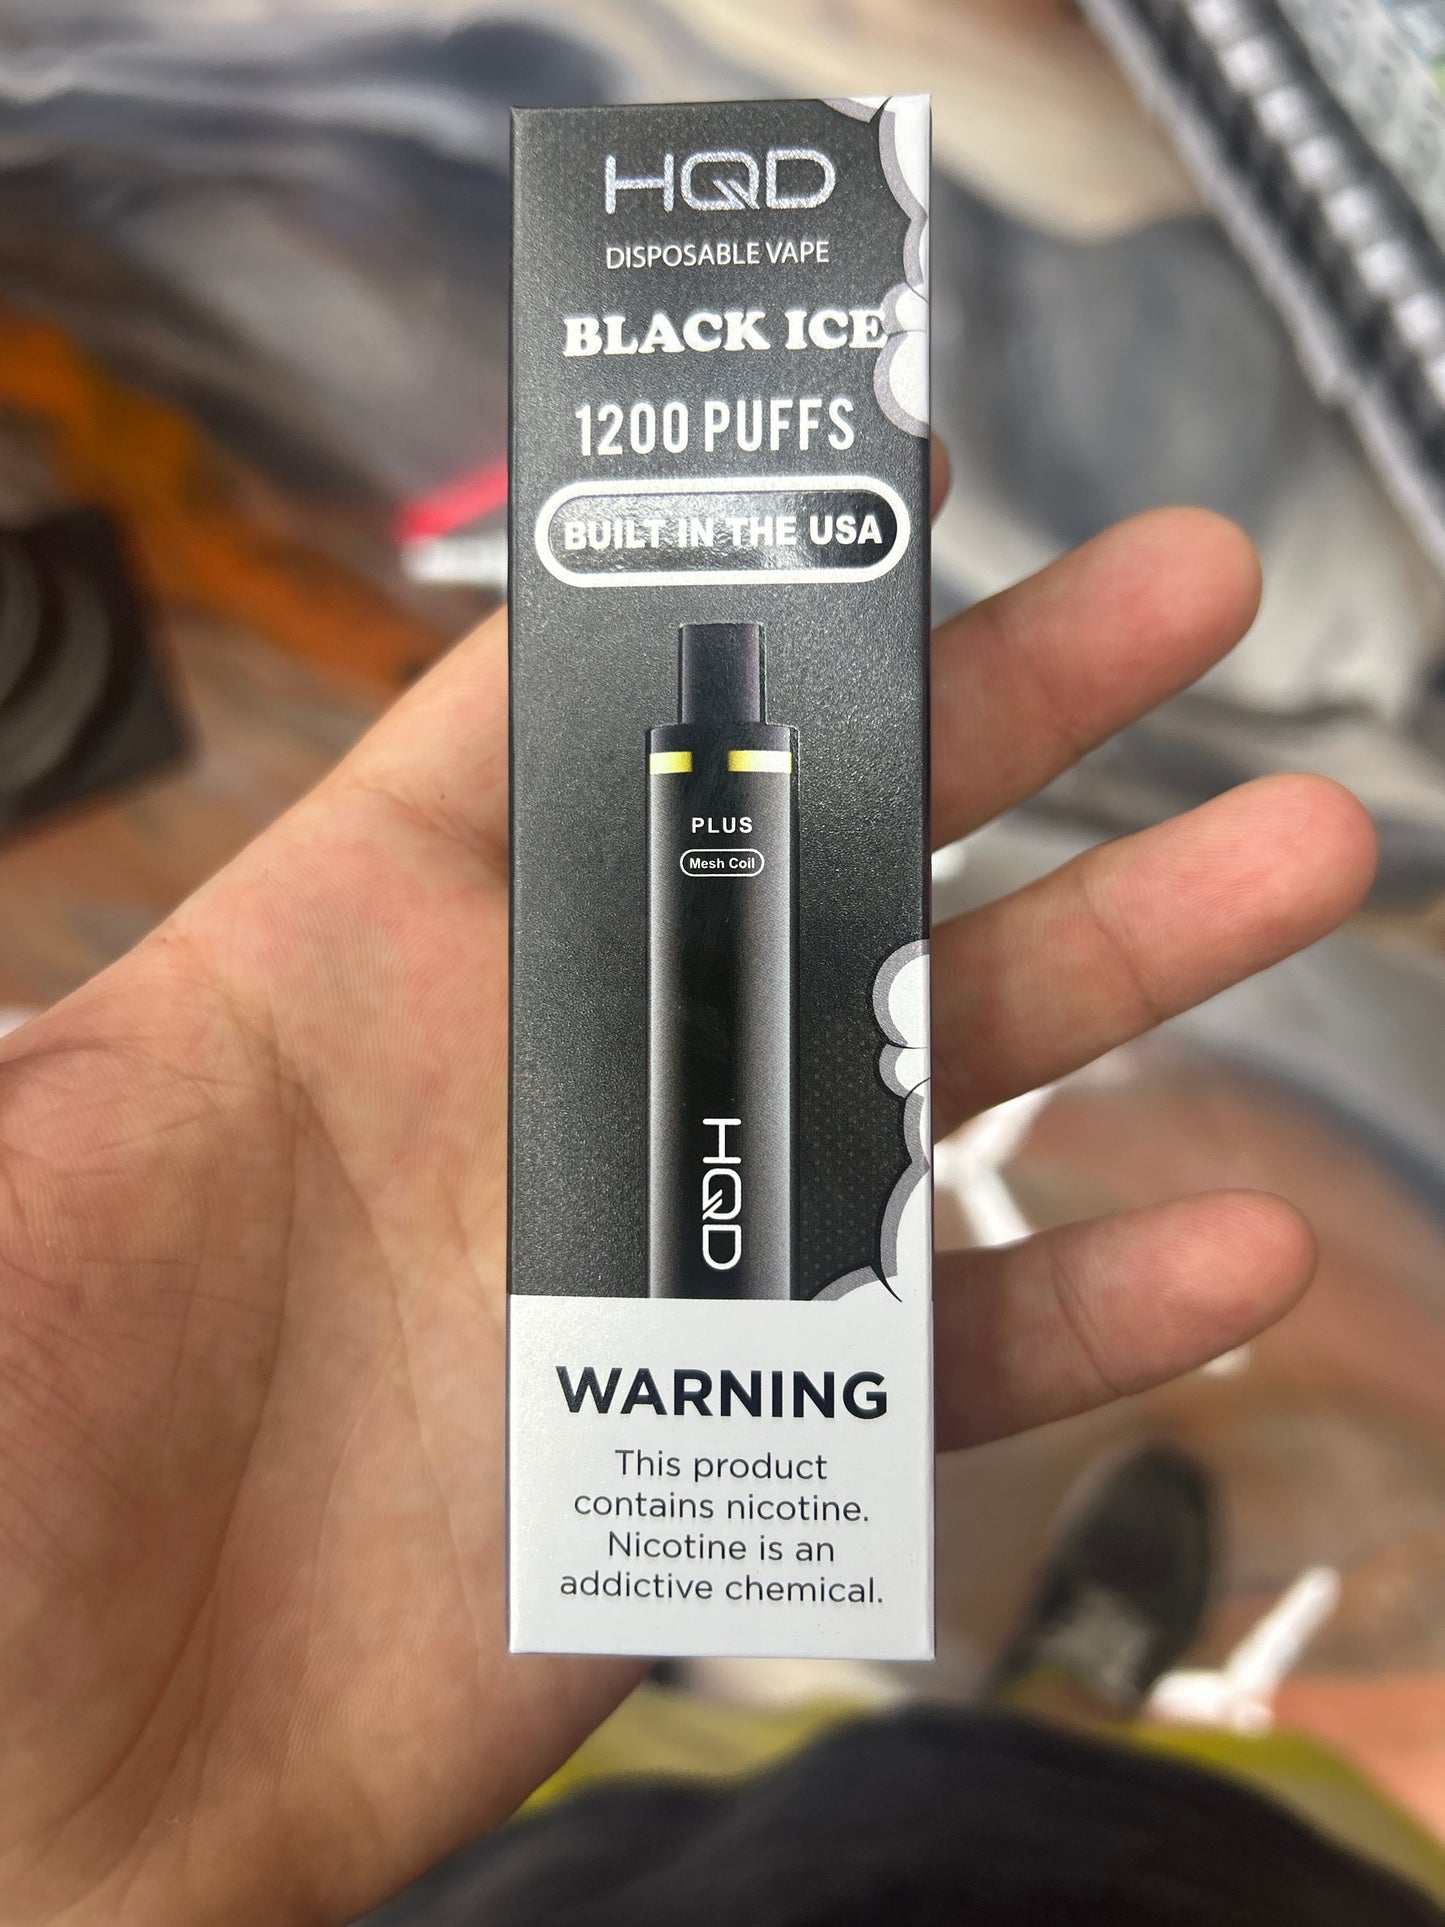 HQD
DISPOSABLE VAPE
BLACK ICE
1200 PUFFS
BUILT IN THE USA
PLUS
Mesh Coil
HQD
WARNING
This product
contains nicotine.
Nicotine is an
addictive chemical.